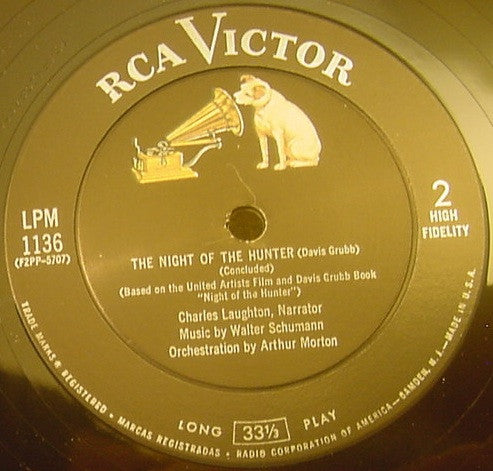 RCA VICTOR
LPM
1136
(F2PP-5707)
2
HIGH
FIDELITY
THE NIGHT OF THE HUNTER (Davis Grubb)
(Concluded)
(Based on the United Artists Film and Davis Grubb Book
"Night of the Hunter")
Charles Laughton, Narrator
Music by Walter Schumann
Orchestration by Arthur Morton
LONG 33⅓ PLAY
TRADE MARKS ® REGISTERED • MARCAS REGISTRADAS • RADIO CORPORATION OF AMERICA—CAMDEN, N. J.—MADE IN U.S.A.